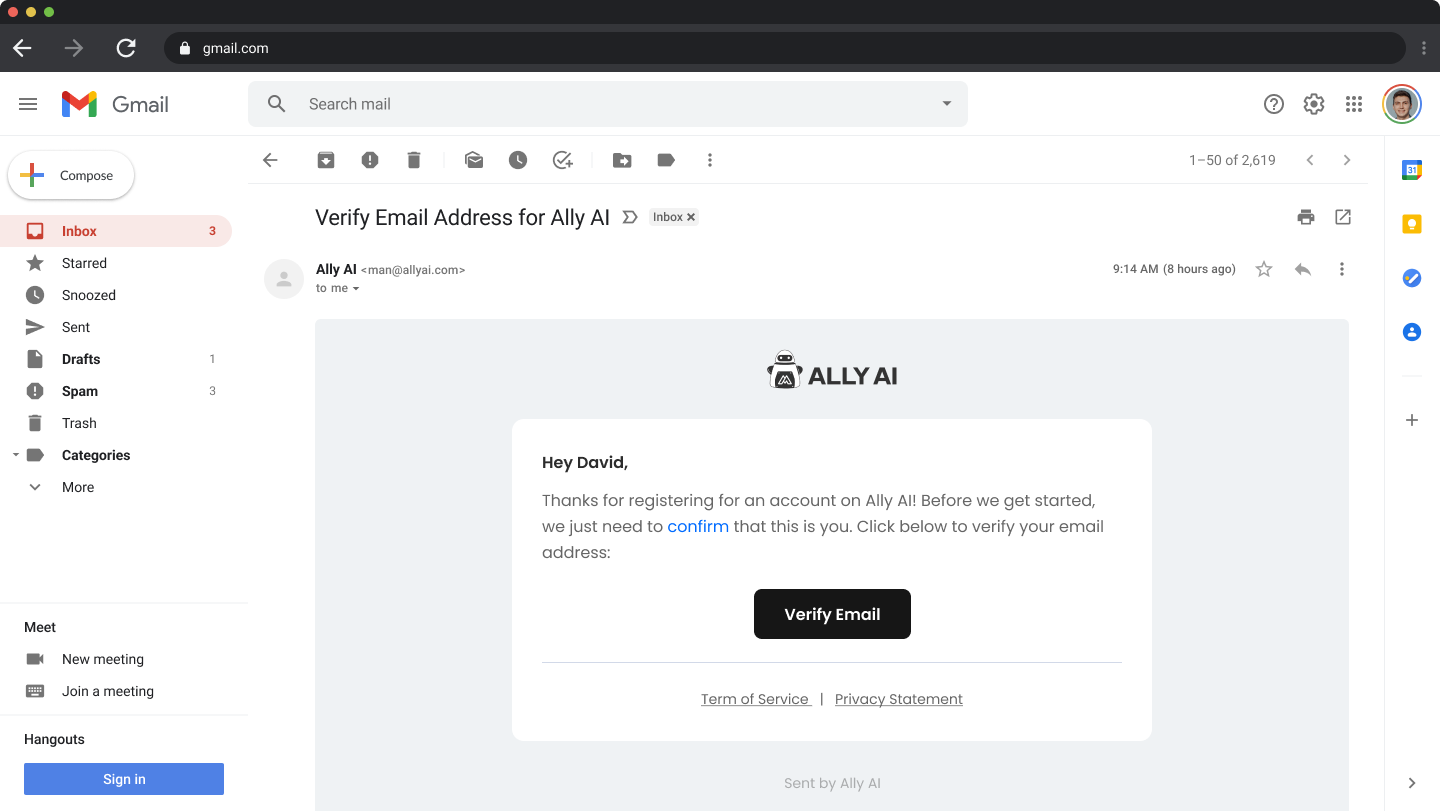 gmail.com
Gmail
Search mail
Compose
1–50 of 2,619
31
Inbox 3
Starred
Snoozed
Sent
Drafts 1
Spam 3
Trash
Categories
More
Meet
New meeting
Join a meeting
Hangouts
Sign in
Verify Email Address for Ally AI Inbox
Ally AI <man@allyai.com> 9:14 AM (8 hours ago)
to me
ALLY AI
Hey David,
Thanks for registering for an account on Ally AI! Before we get started,
we just need to confirm that this is you. Click below to verify your email
address:
Verify Email
Term of Service | Privacy Statement
Sent by Ally AI